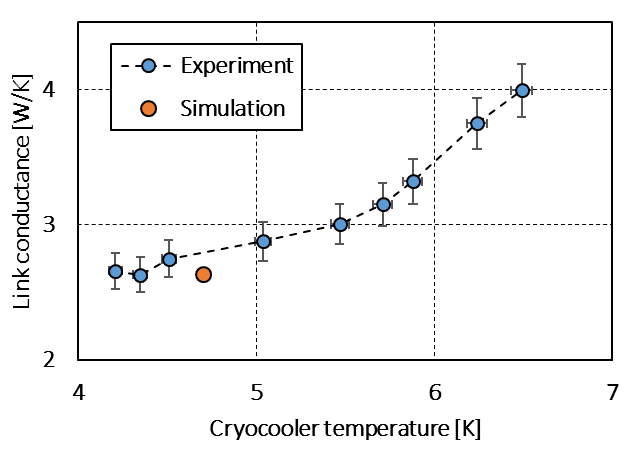 Experiment
Simulation
Link conductance [W/K]
4
3
2
4 5 6 7
Cryocooler temperature [K]